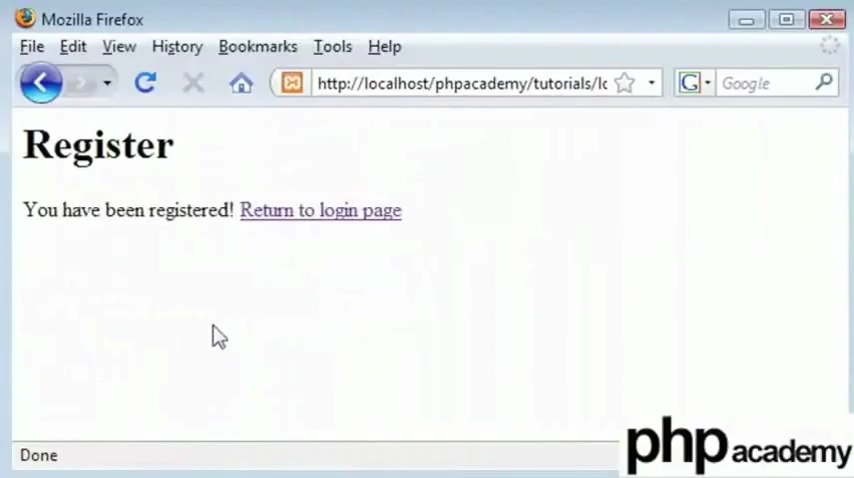 Mozilla Firefox
File Edit View History Bookmarks Tools Help
http://localhost/phpacademy/tutorials/lo Google
Register
You have been registered! Return to login page
Done
php academy